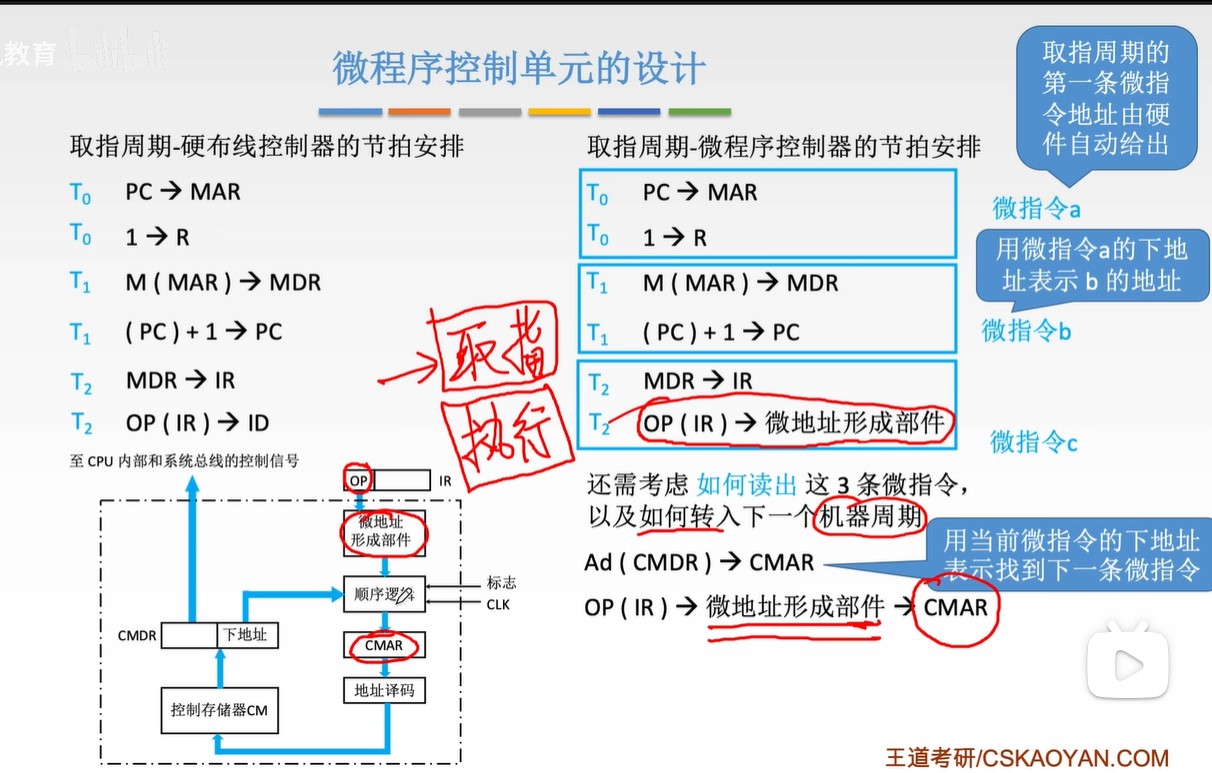 教育
微程序控制单元的设计
取指周期的
第一条微指
令地址由硬
件自动给出
取指周期-硬布线控制器的节拍安排
T₀ PC → MAR
T₀ 1 → R
T₁ M ( MAR ) → MDR
T₁ ( PC ) + 1 → PC
T₂ MDR → IR
T₂ OP ( IR ) → ID
取指周期-微程序控制器的节拍安排
T₀ PC → MAR
T₀ 1 → R
微指令a
用微指令a的下地
址表示 b 的地址
T₁ M ( MAR ) → MDR
T₁ ( PC ) + 1 → PC
微指令b
T₂ MDR → IR
T₂ OP ( IR ) → 微地址形成部件
微指令c
取指
执行
至 CPU 内部和系统总线的控制信号
OP
IR
微地址
形成部件
顺序逻辑
标志
CLK
CMDR
下地址
CMAR
地址译码
控制存储器CM
还需考虑 如何读出 这 3 条微指令，
以及如何转入下一个机器周期
Ad ( CMDR ) → CMAR
用当前微指令的下地址
表示找到下一条微指令
OP ( IR ) → 微地址形成部件 → CMAR
王道考研/CSKAOYAN.COM